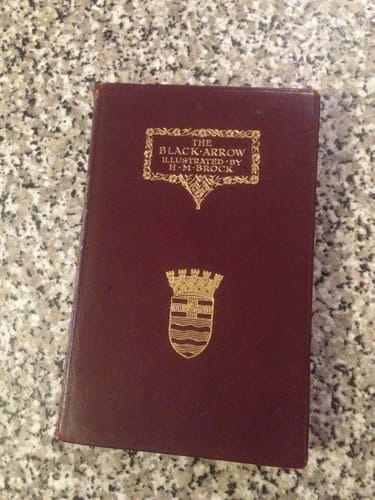 THE
BLACK·ARROW
ILLUSTRATED·BY
H·M·BROCK